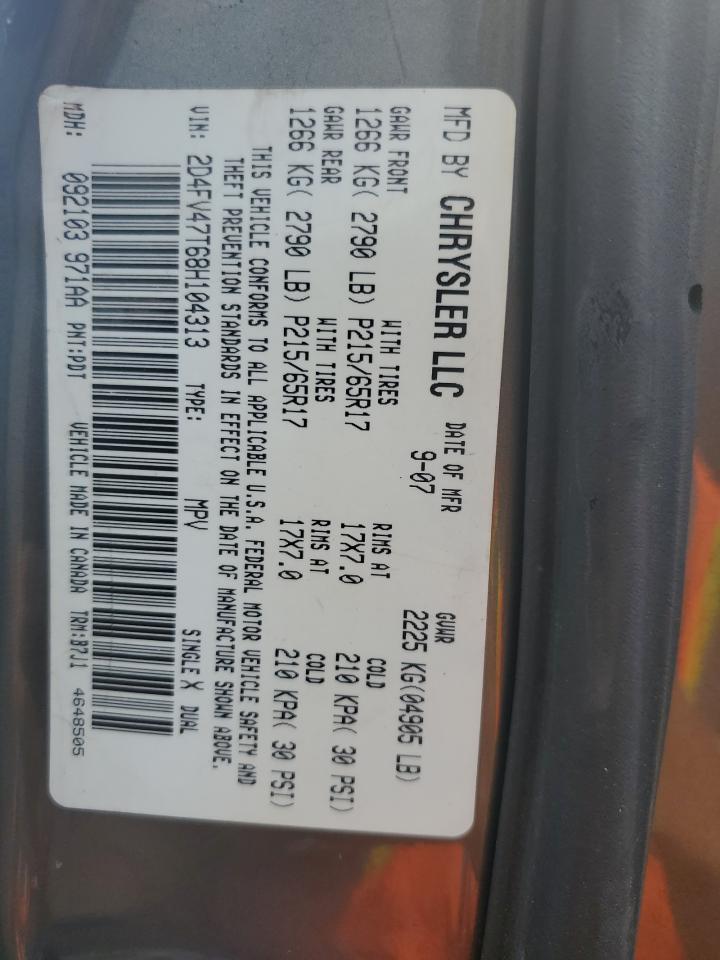 MFD BY CHRYSLER LLC DATE OF MFR GVWR
9-07 2225 KG(04905 LB)
GAWR FRONT WITH TIRES RIMS AT COLD
1266 KG( 2790 LB) P215/65R17 17X7.0 210 KPA( 30 PSI)
GAWR REAR WITH TIRES RIMS AT COLD
1266 KG( 2790 LB) P215/65R17 17X7.0 210 KPA( 30 PSI)
THIS VEHICLE CONFORMS TO ALL APPLICABLE U.S.A. FEDERAL MOTOR VEHICLE SAFETY AND
THEFT PREVENTION STANDARDS IN EFFECT ON THE DATE OF MANUFACTURE SHOWN ABOVE.
VIN: 2D4FV47T68H104313 TYPE: MPV SINGLE X DUAL
MDH: 092103 971AA PNT:PDT VEHICLE MADE IN CANADA TRM:B7J1 4648505